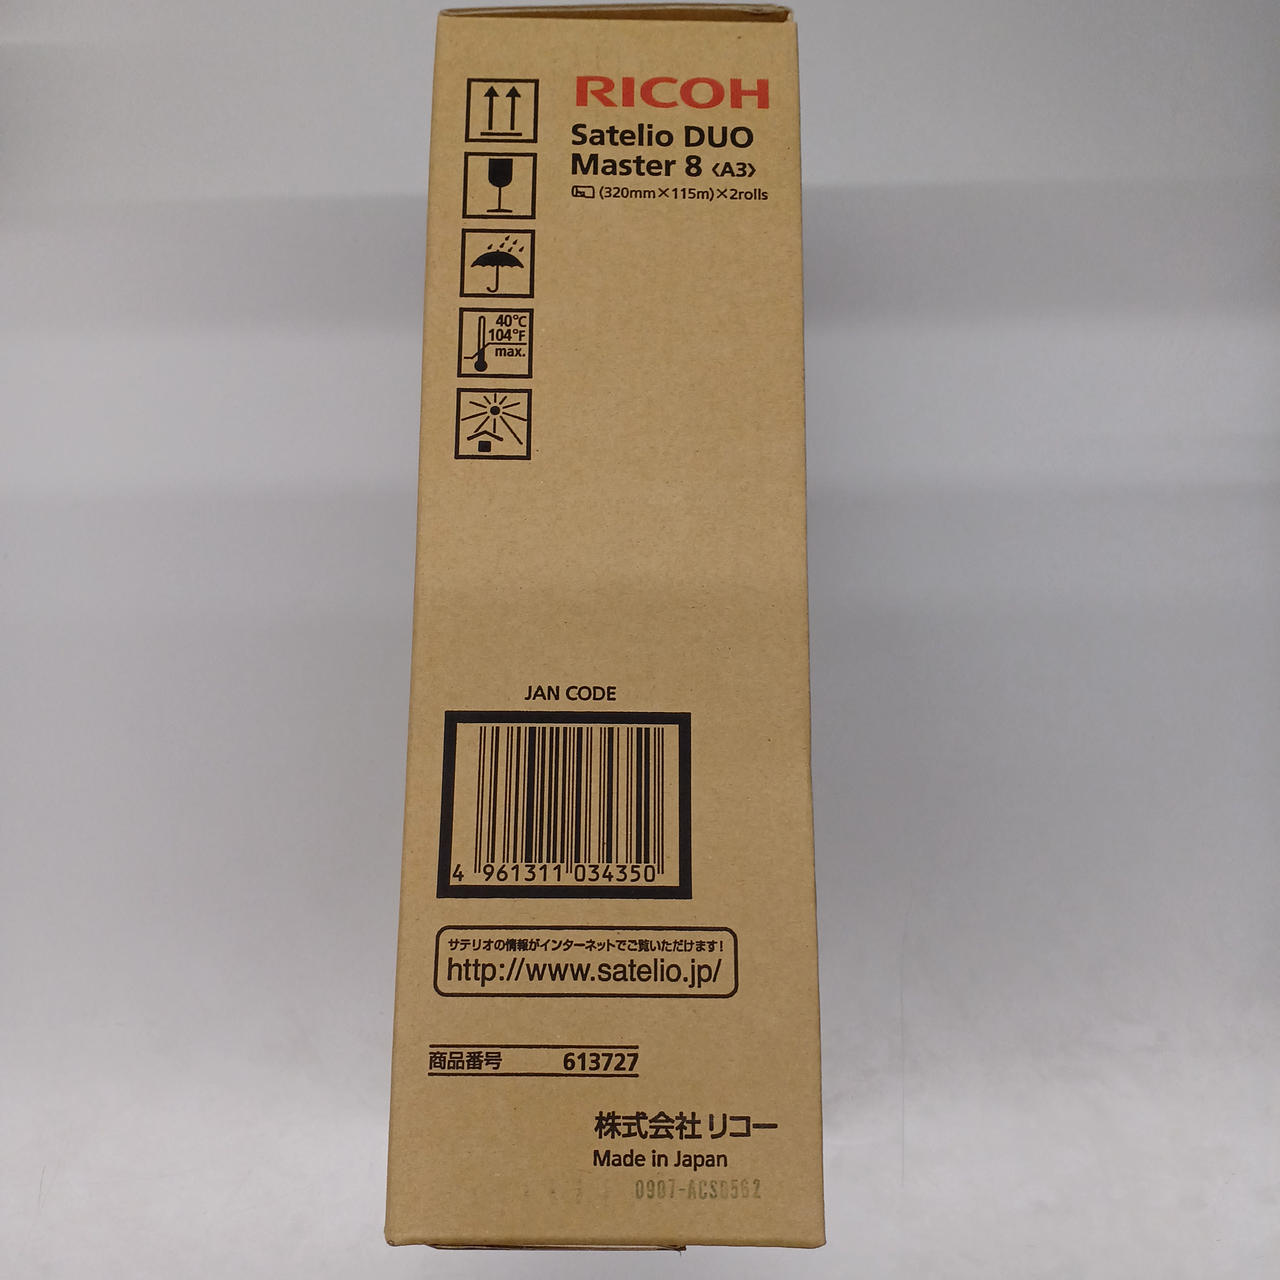 RICOH
Satelio DUO
Master 8 〈A3〉
(320mm×115m)×2rolls
40℃
104°F
max.
JAN CODE
4 961311 034350
サテリオの情報がインターネットでご覧いただけます!
http://www.satelio.jp/
商品番号 613727
株式会社 リコー
Made in Japan